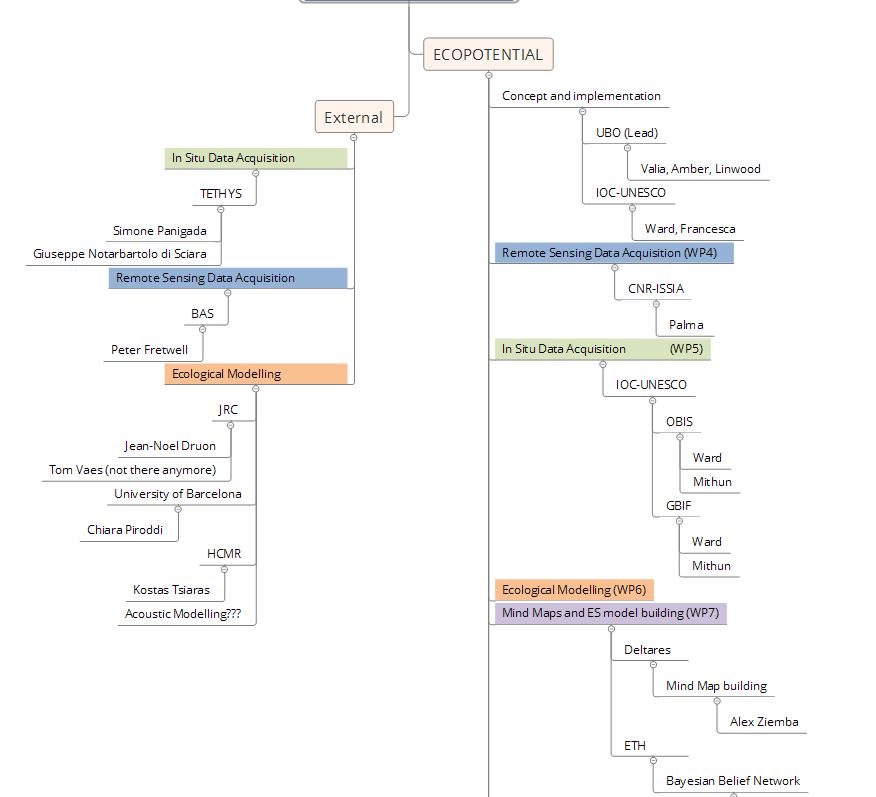 ECOPOTENTIAL
Concept and implementation
UBO (Lead)
Valia, Amber, Linwood
IOC-UNESCO
Ward, Francesca
Remote Sensing Data Acquisition (WP4)
CNR-ISSIA
Palma
In Situ Data Acquisition (WP5)
IOC-UNESCO
OBIS
Ward
Mithun
GBIF
Ward
Mithun
Ecological Modelling (WP6)
Mind Maps and ES model building (WP7)
Deltares
Mind Map building
Alex Ziemba
ETH
Bayesian Belief Network
External
In Situ Data Acquisition
TETHYS
Simone Panigada
Giuseppe Notarbartolo di Sciara
Remote Sensing Data Acquisition
BAS
Peter Fretwell
Ecological Modelling
JRC
Jean-Noel Druon
Tom Vaes (not there anymore)
University of Barcelona
Chiara Piroddi
HCMR
Kostas Tsiaras
Acoustic Modelling???